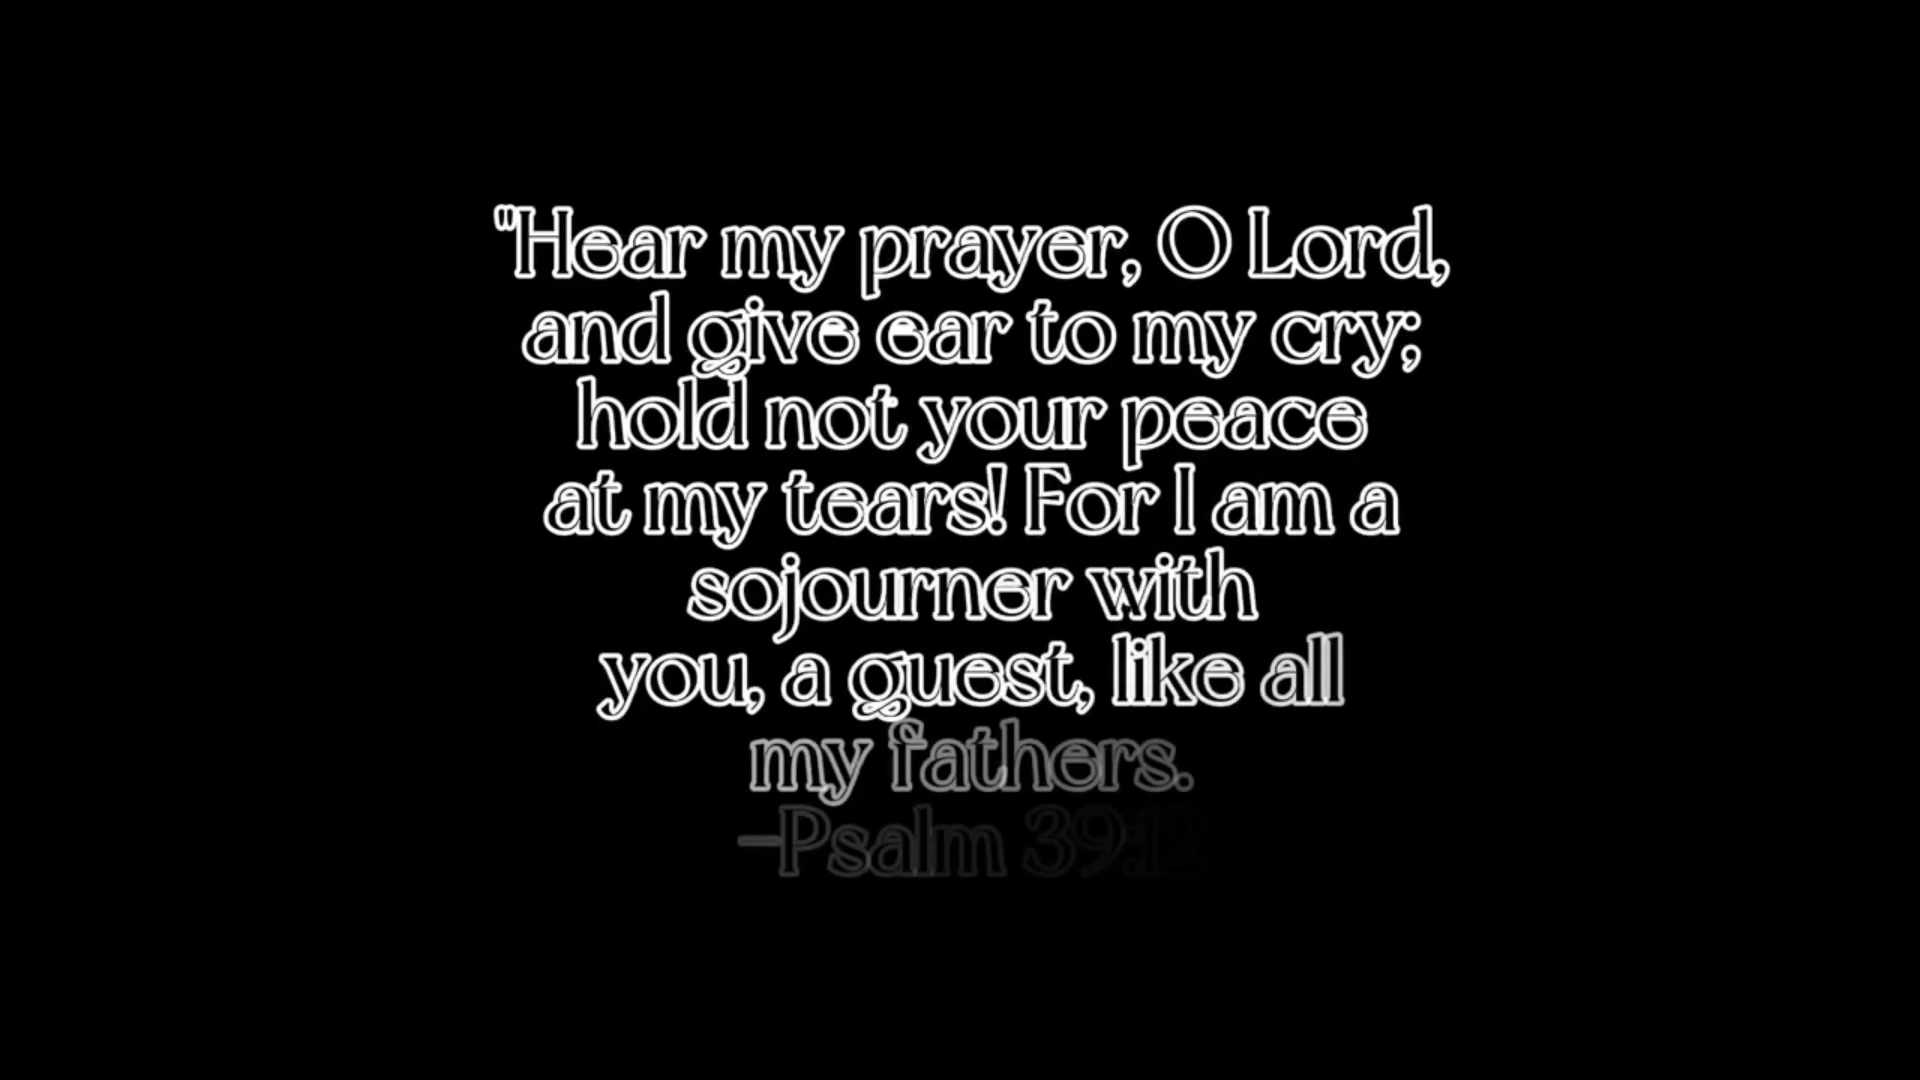 "Hear my prayer, O Lord,
and give ear to my cry;
hold not your peace
at my tears! For I am a
sojourner with
you, a guest, like all
my fathers.
-Psalm 39:12